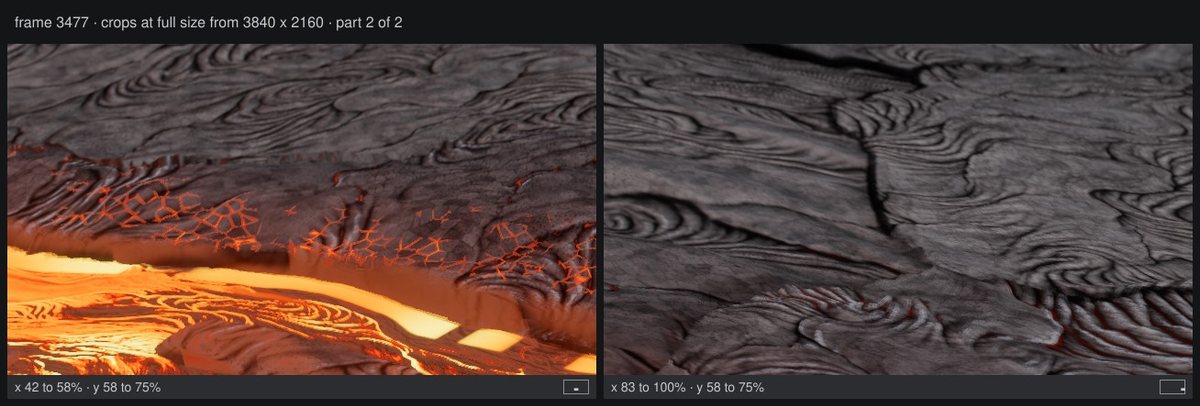 frame 3477 · crops at full size from 3840 x 2160 · part 2 of 2
x 42 to 58% · y 58 to 75%
x 83 to 100% · y 58 to 75%